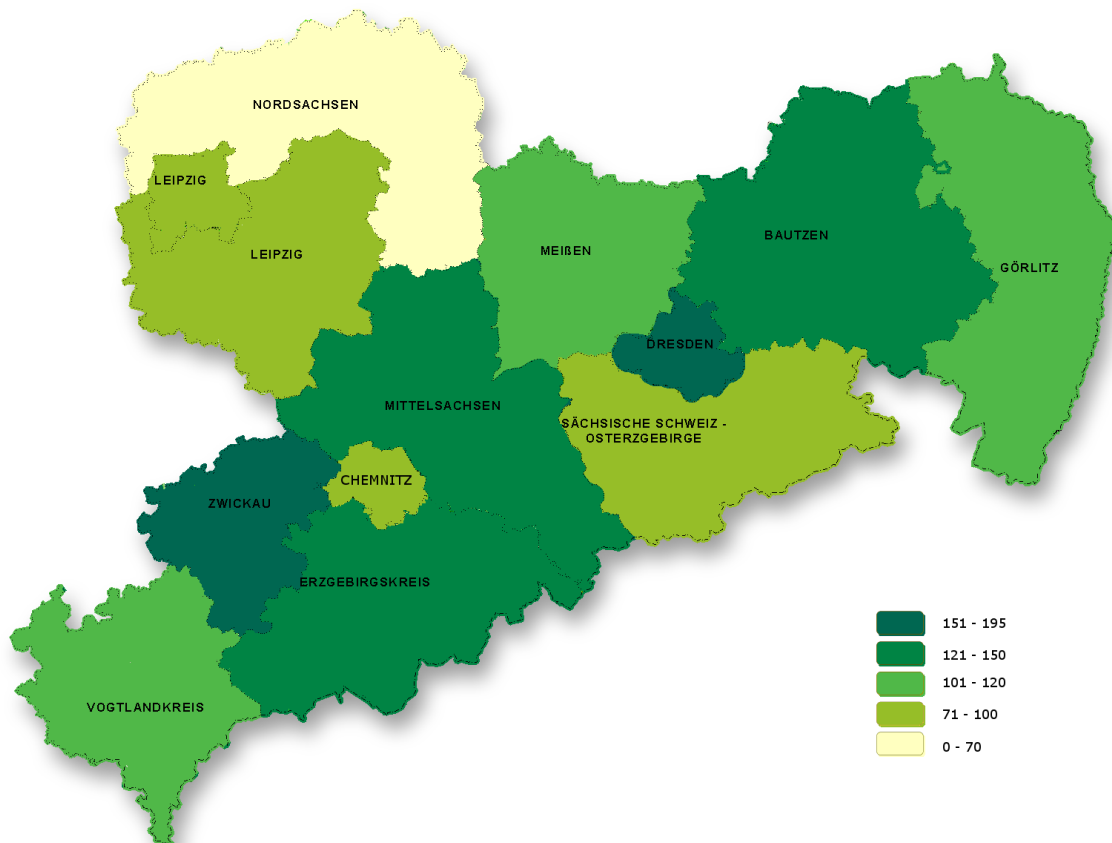 NORDSACHSEN
LEIPZIG
LEIPZIG
MEIßEN
BAUTZEN
GÖRLITZ
DRESDEN
MITTELSACHSEN
SÄCHSISCHE SCHWEIZ -
OSTERZGEBIRGE
CHEMNITZ
ZWICKAU
ERZGEBIRGSKREIS
VOGTLANDKREIS
151 - 195
121 - 150
101 - 120
71 - 100
0 - 70